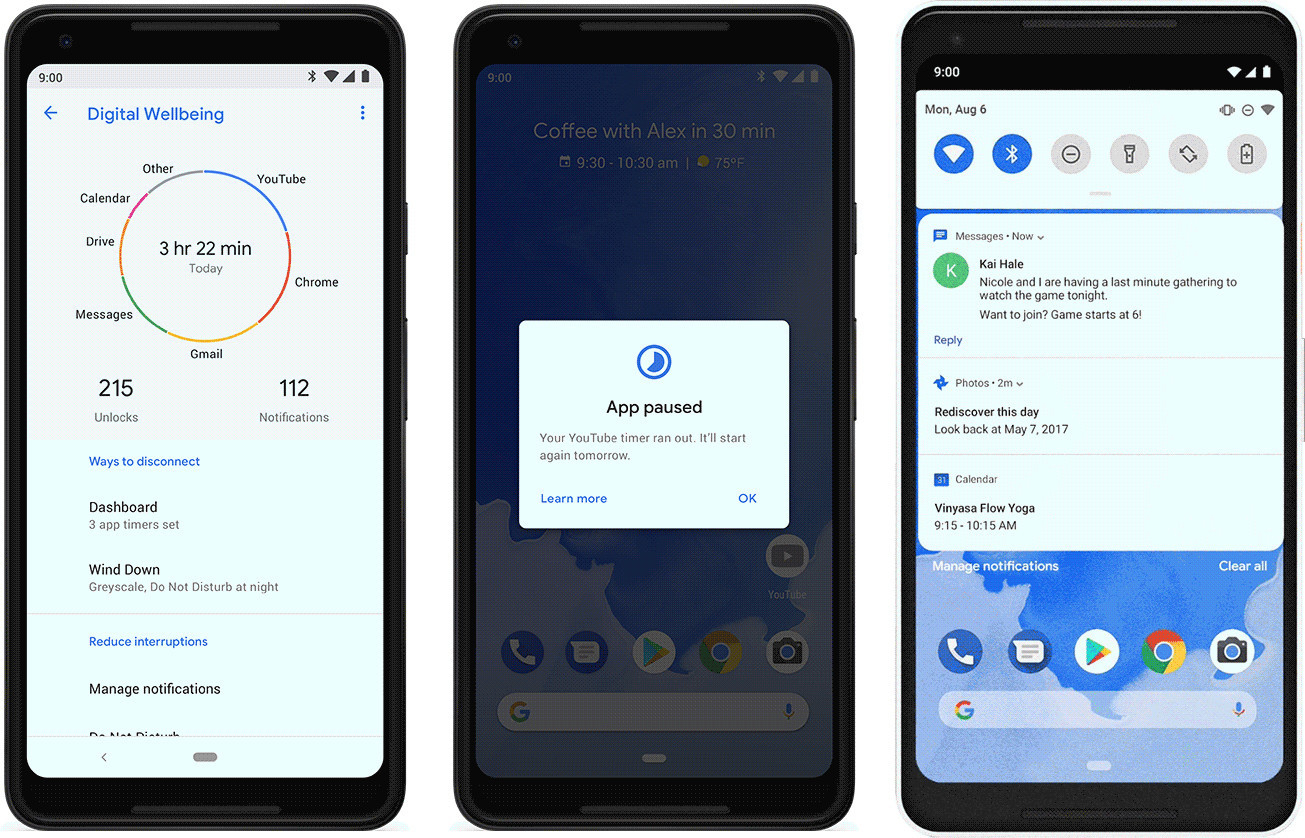 9:00
Digital Wellbeing
Other
YouTube
Calendar
Drive
3 hr 22 min
Today
Chrome
Messages
Gmail
215
112
Unlocks
Notifications
Ways to disconnect
Dashboard
3 app timers set
Wind Down
Greyscale, Do Not Disturb at night
Reduce interruptions
Manage notifications
Do Not Disturb
9:00
Coffee with Alex in 30 min
9:30 - 10:30 am | 75°F
App paused
Your YouTube timer ran out. It'll start
again tomorrow.
Learn more
OK
YouTube
G
9:00
Mon, Aug 6
Messages • Now
K
Kai Hale
Nicole and I are having a last minute gathering to
watch the game tonight.
Want to join? Game starts at 6!
Reply
Photos • 2m
Rediscover this day
Look back at May 7, 2017
31 Calendar
Vinyasa Flow Yoga
9:15 - 10:15 AM
Manage notifications
Clear all
G